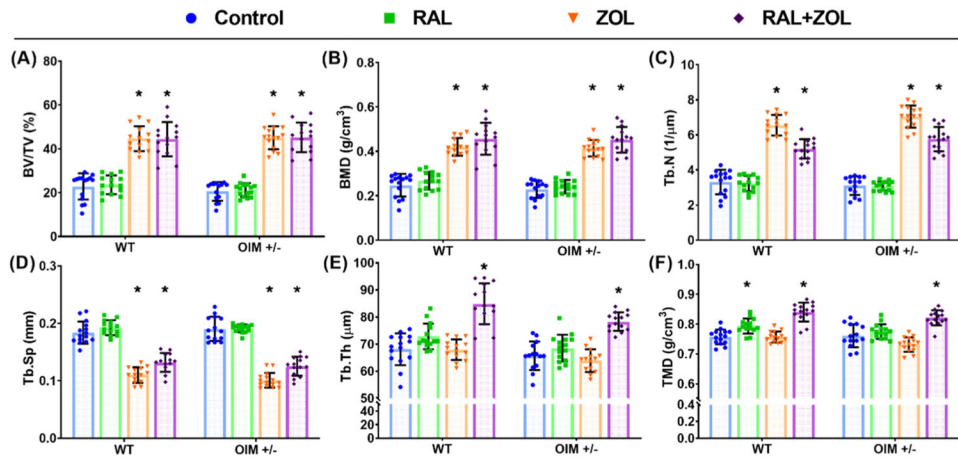 Control RAL ZOL RAL+ZOL
(A)
BV/TV (%)
80
60
40
20
0
* * * *
WT OIM +/-
(B)
BMD (g/cm³)
0.6
0.4
0.2
0.0
* * * *
WT OIM +/-
(C)
Tb.N (1/μm)
8
6
4
2
0
* * * *
WT OIM +/-
(D)
Tb.Sp (mm)
0.3
0.2
0.1
0.0
* * * *
WT OIM +/-
(E)
Tb.Th (μm)
100
90
80
70
60
50
40
30
20
10
0
* *
WT OIM +/-
(F)
TMD (g/cm³)
1.0
0.9
0.8
0.7
0.6
0.4
0.2
0.0
* * *
WT OIM +/-